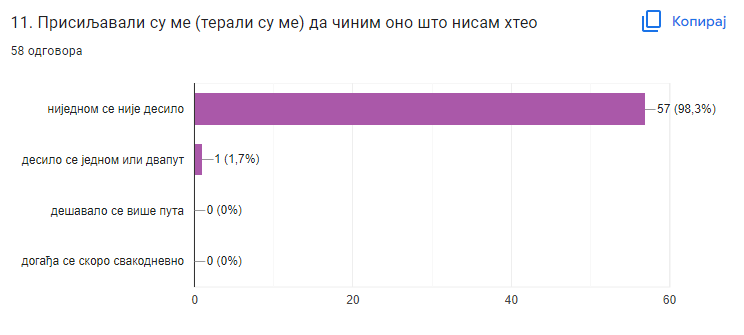 11. Присиљавали су ме (терали су ме) да чиним оно што нисам хтео
Копирај
58 одговора
ниједном се није десило
57 (98,3%)
десило се једном или двапут
1 (1,7%)
дешавало се више пута
0 (0%)
догађа се скоро свакодневно
0 (0%)
0
20
40
60